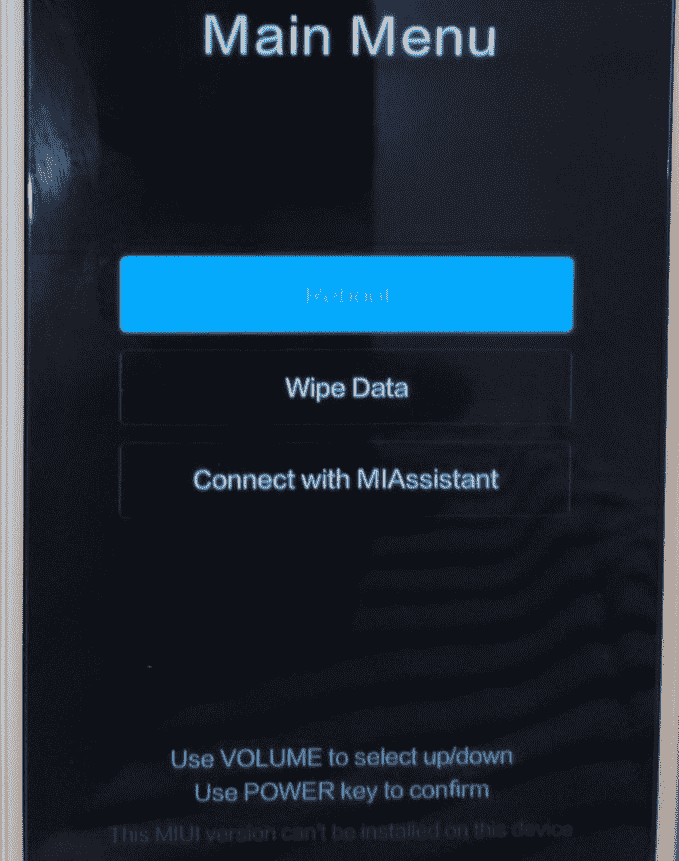 Main Menu
Reboot
Wipe Data
Connect with MIAssistant
Use VOLUME to select up/down
Use POWER key to confirm
This MIUI version can't be installed on this device